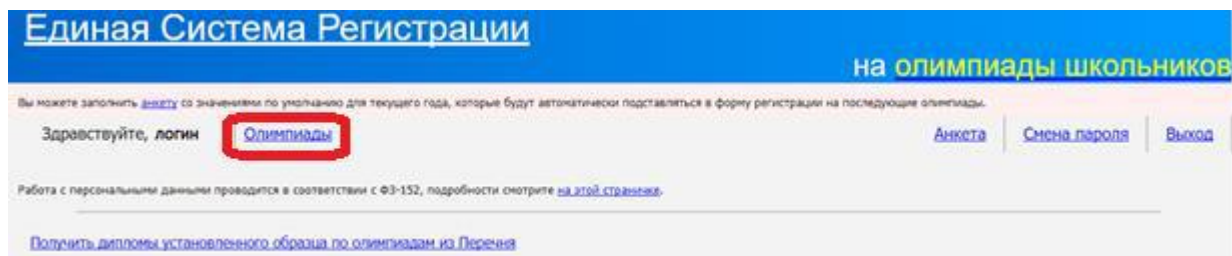 Единая Система Регистрации
на олимпиады школьников
Вы можете заполнить анкету со значениями по умолчанию для текущего года, которые будут автоматически подставляться в форму регистрации на последующие олимпиады.
Здравствуйте, логин Олимпиады Анкета Смена пароля Выход
Работа с персональными данными проводится в соответствии с ФЗ-152, подробности смотрите на этой страничке.
Получить дипломы установленного образца по олимпиадам из Перечня